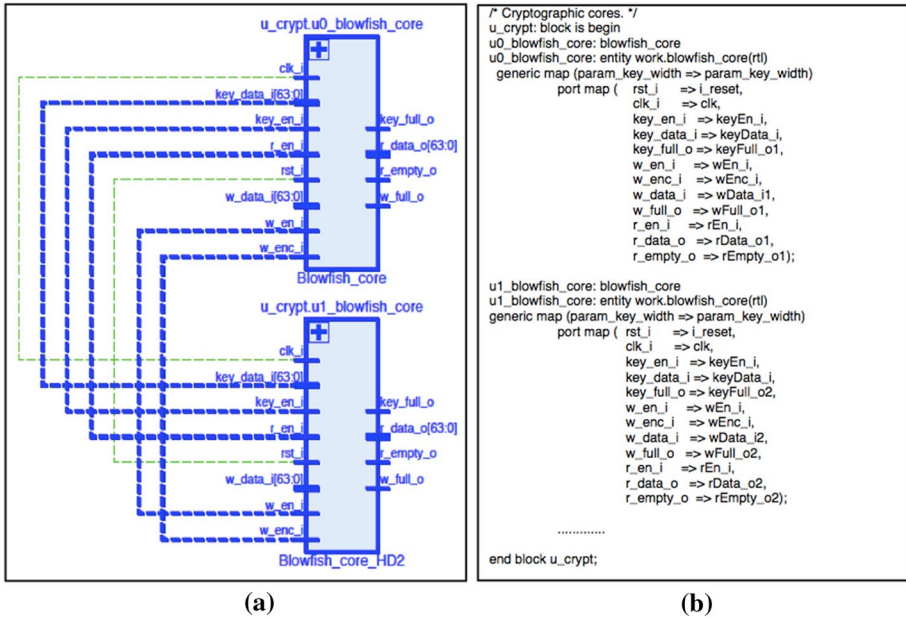 u_crypt.u0_blowfish_core
clk_i
key_data_i[63:0]
key_en_i
key_full_o
r_en_i
r_data_o[63:0]
rst_i
r_empty_o
w_data_i[63:0]
w_full_o
w_en_i
w_enc_i
Blowfish_core
u_crypt.u1_blowfish_core
clk_i
key_data_i[63:0]
key_en_i
key_full_o
r_en_i
r_data_o[63:0]
rst_i
r_empty_o
w_data_i[63:0]
w_full_o
w_en_i
w_enc_i
Blowfish_core_HD2
(a)
/* Cryptographic cores. */
u_crypt: block is begin
u0_blowfish_core: blowfish_core
u0_blowfish_core: entity work.blowfish_core(rtl)
generic map (param_key_width => param_key_width)
port map ( rst_i => i_reset,
clk_i => clk,
key_en_i => keyEn_i,
key_data_i => keyData_i,
key_full_o => keyFull_o1,
w_en_i => wEn_i,
w_enc_i => wEnc_i,
w_data_i => wData_i1,
w_full_o => wFull_o1,
r_en_i => rEn_i,
r_data_o => rData_o1,
r_empty_o => rEmpty_o1);
u1_blowfish_core: blowfish_core
u1_blowfish_core: entity work.blowfish_core(rtl)
generic map (param_key_width => param_key_width)
port map ( rst_i => i_reset,
clk_i => clk,
key_en_i => keyEn_i,
key_data_i => keyData_i,
key_full_o => keyFull_o2,
w_en_i => wEn_i,
w_enc_i => wEnc_i,
w_data_i => wData_i2,
w_full_o => wFull_o2,
r_en_i => rEn_i,
r_data_o => rData_o2,
r_empty_o => rEmpty_o2);
.............
end block u_crypt;
(b)